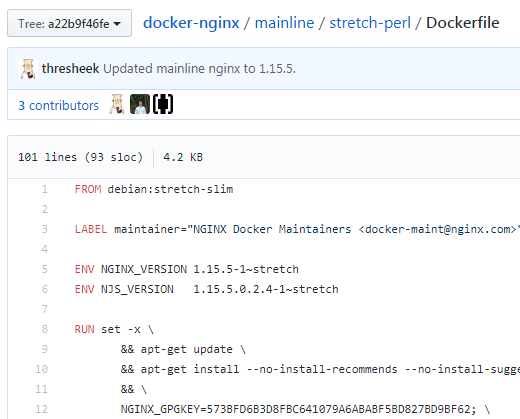 Tree: a22b9f46fe docker-nginx / mainline / stretch-perl / Dockerfile
thresheek Updated mainline nginx to 1.15.5.
3 contributors
101 lines (93 sloc) 4.2 KB
1 FROM debian:stretch-slim
2
3 LABEL maintainer="NGINX Docker Maintainers <docker-maint@nginx.com>"
4
5 ENV NGINX_VERSION 1.15.5-1~stretch
6 ENV NJS_VERSION   1.15.5.0.2.4-1~stretch
7
8 RUN set -x \
9 && apt-get update \
10 && apt-get install --no-install-recommends --no-install-sugge
11 && \
12 NGINX_GPGKEY=573BFD6B3D8FBC641079A6ABABF5BD827BD9BF62; \